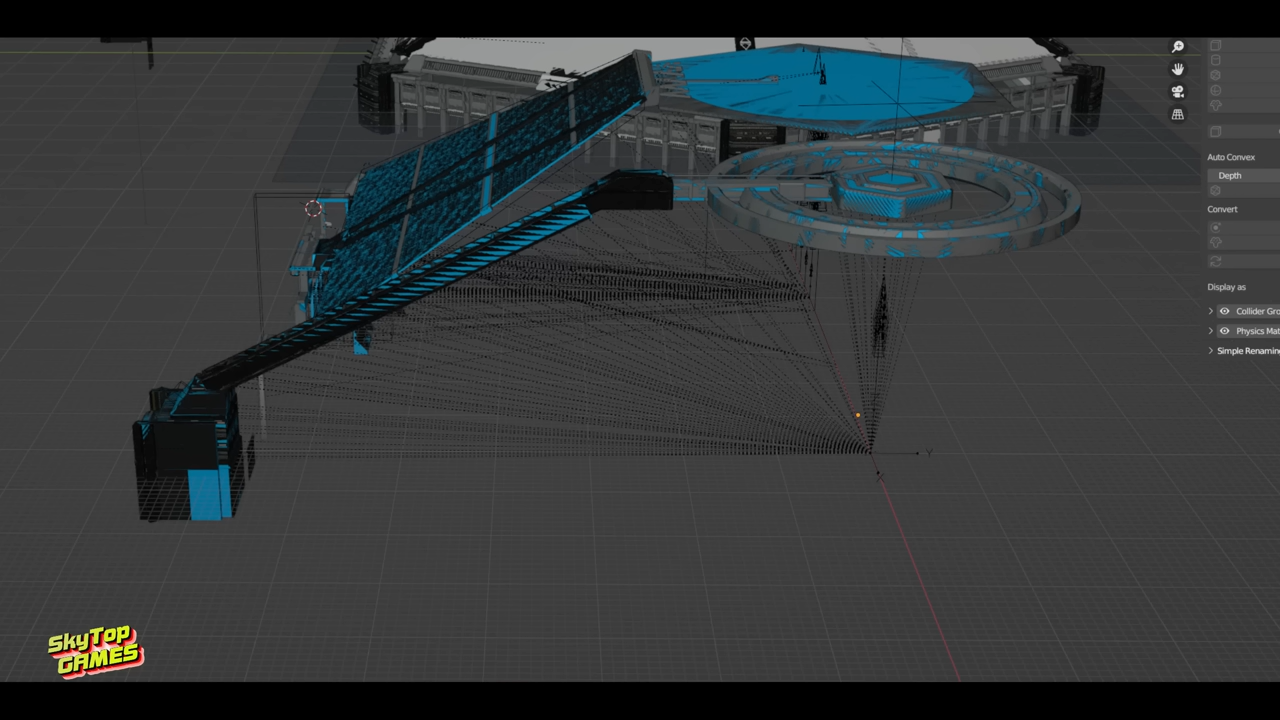 Auto Convex
Depth
Convert
Display as
Collider Gro
Physics Mat
Simple Renamin
Y
X
SkyTop
GAMES